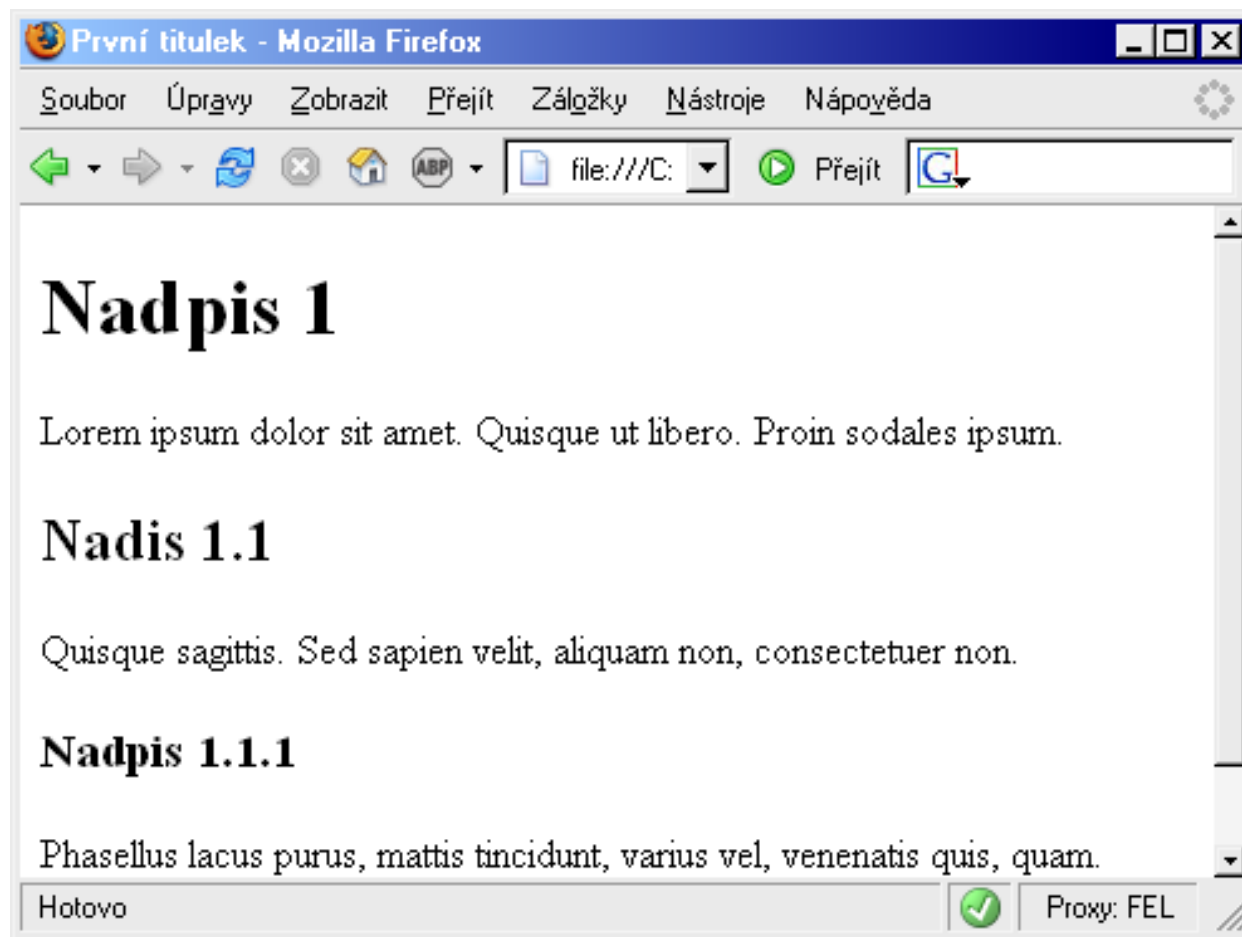 První titulek - Mozilla Firefox
Soubor Úpravy Zobrazit Přejít Záložky Nástroje Nápověda
ABP file:///C: Přejít G
Nadpis 1
Lorem ipsum dolor sit amet. Quisque ut libero. Proin sodales ipsum.
Nadis 1.1
Quisque sagittis. Sed sapien velit, aliquam non, consectetuer non.
Nadpis 1.1.1
Phasellus lacus purus, mattis tincidunt, varius vel, venenatis quis, quam.
Hotovo Proxy: FEL